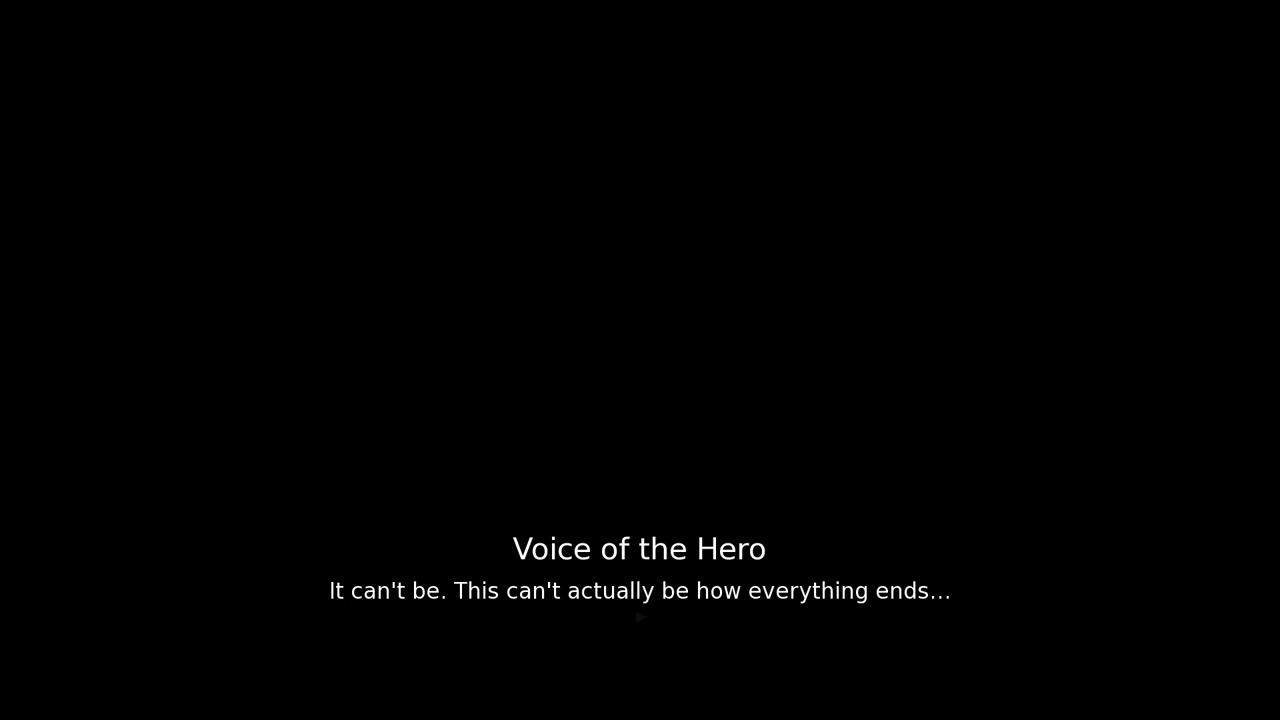 Voice of the Hero
It can't be. This can't actually be how everything ends...